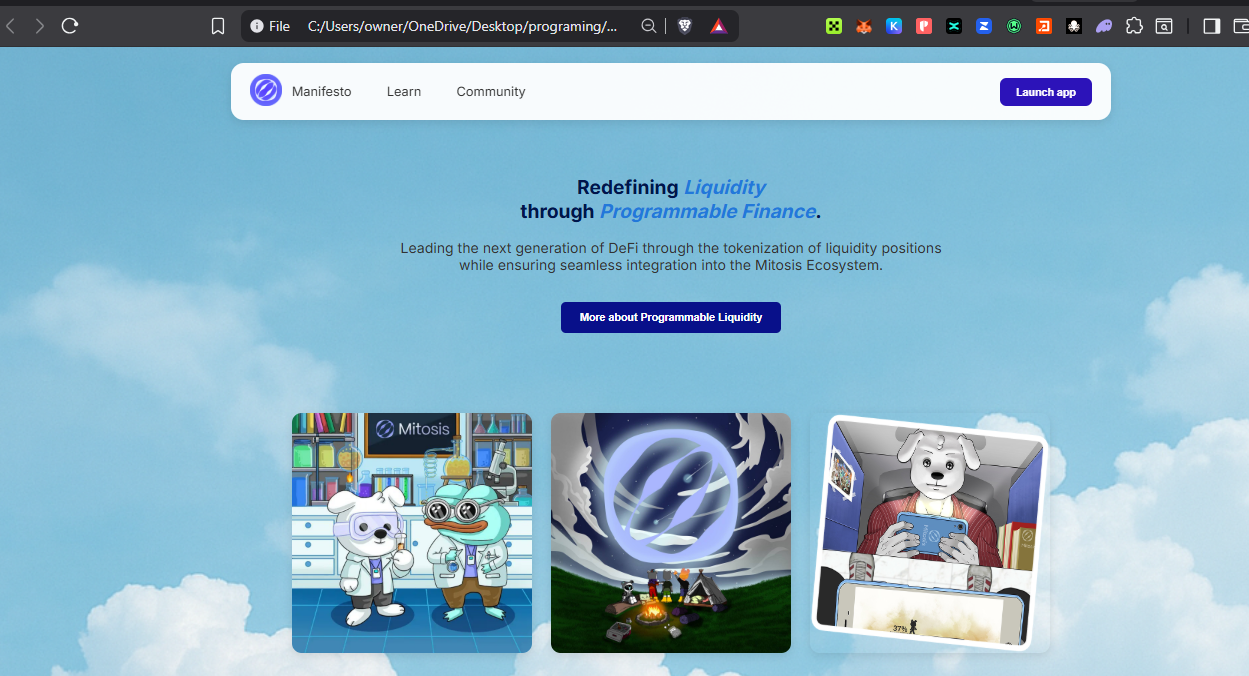 File C:/Users/owner/OneDrive/Desktop/programing/...
Manifesto Learn Community Launch app
Redefining Liquidity
through Programmable Finance.
Leading the next generation of DeFi through the tokenization of liquidity positions
while ensuring seamless integration into the Mitosis Ecosystem.
More about Programmable Liquidity
Mitosis
37%